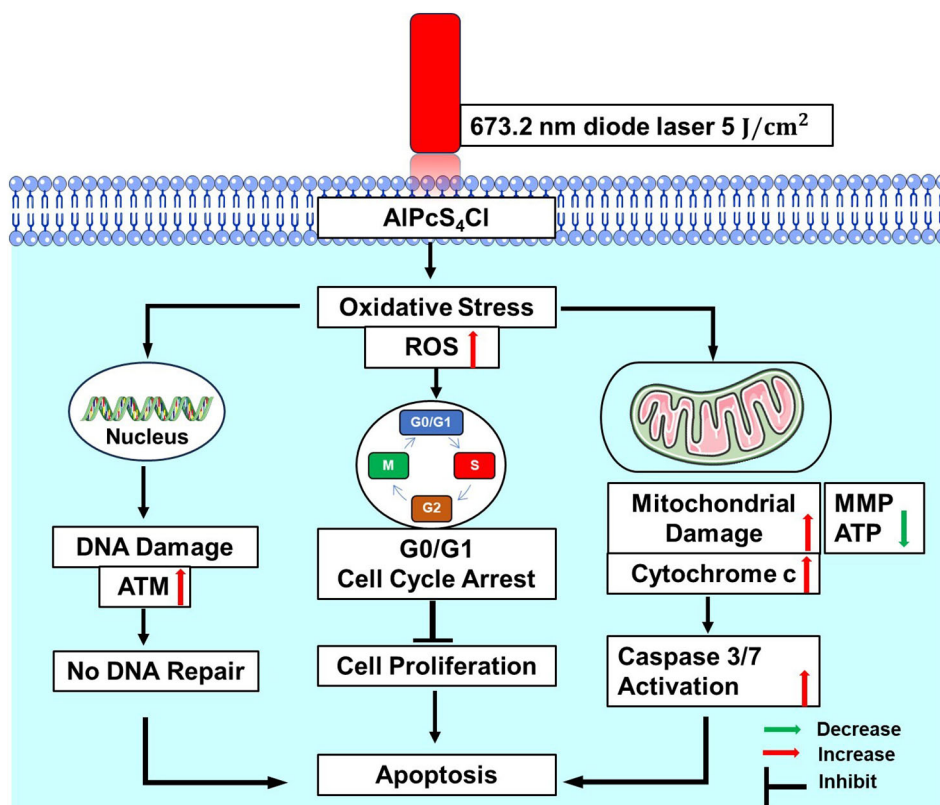 673.2 nm diode laser 5 J/cm²
AlPcS₄Cl
Oxidative Stress
ROS
Nucleus
G0/G1
M
S
G2
DNA Damage
ATM
No DNA Repair
G0/G1
Cell Cycle Arrest
Cell Proliferation
Mitochondrial
Damage
MMP
ATP
Cytochrome c
Caspase 3/7
Activation
Apoptosis
Decrease
Increase
Inhibit